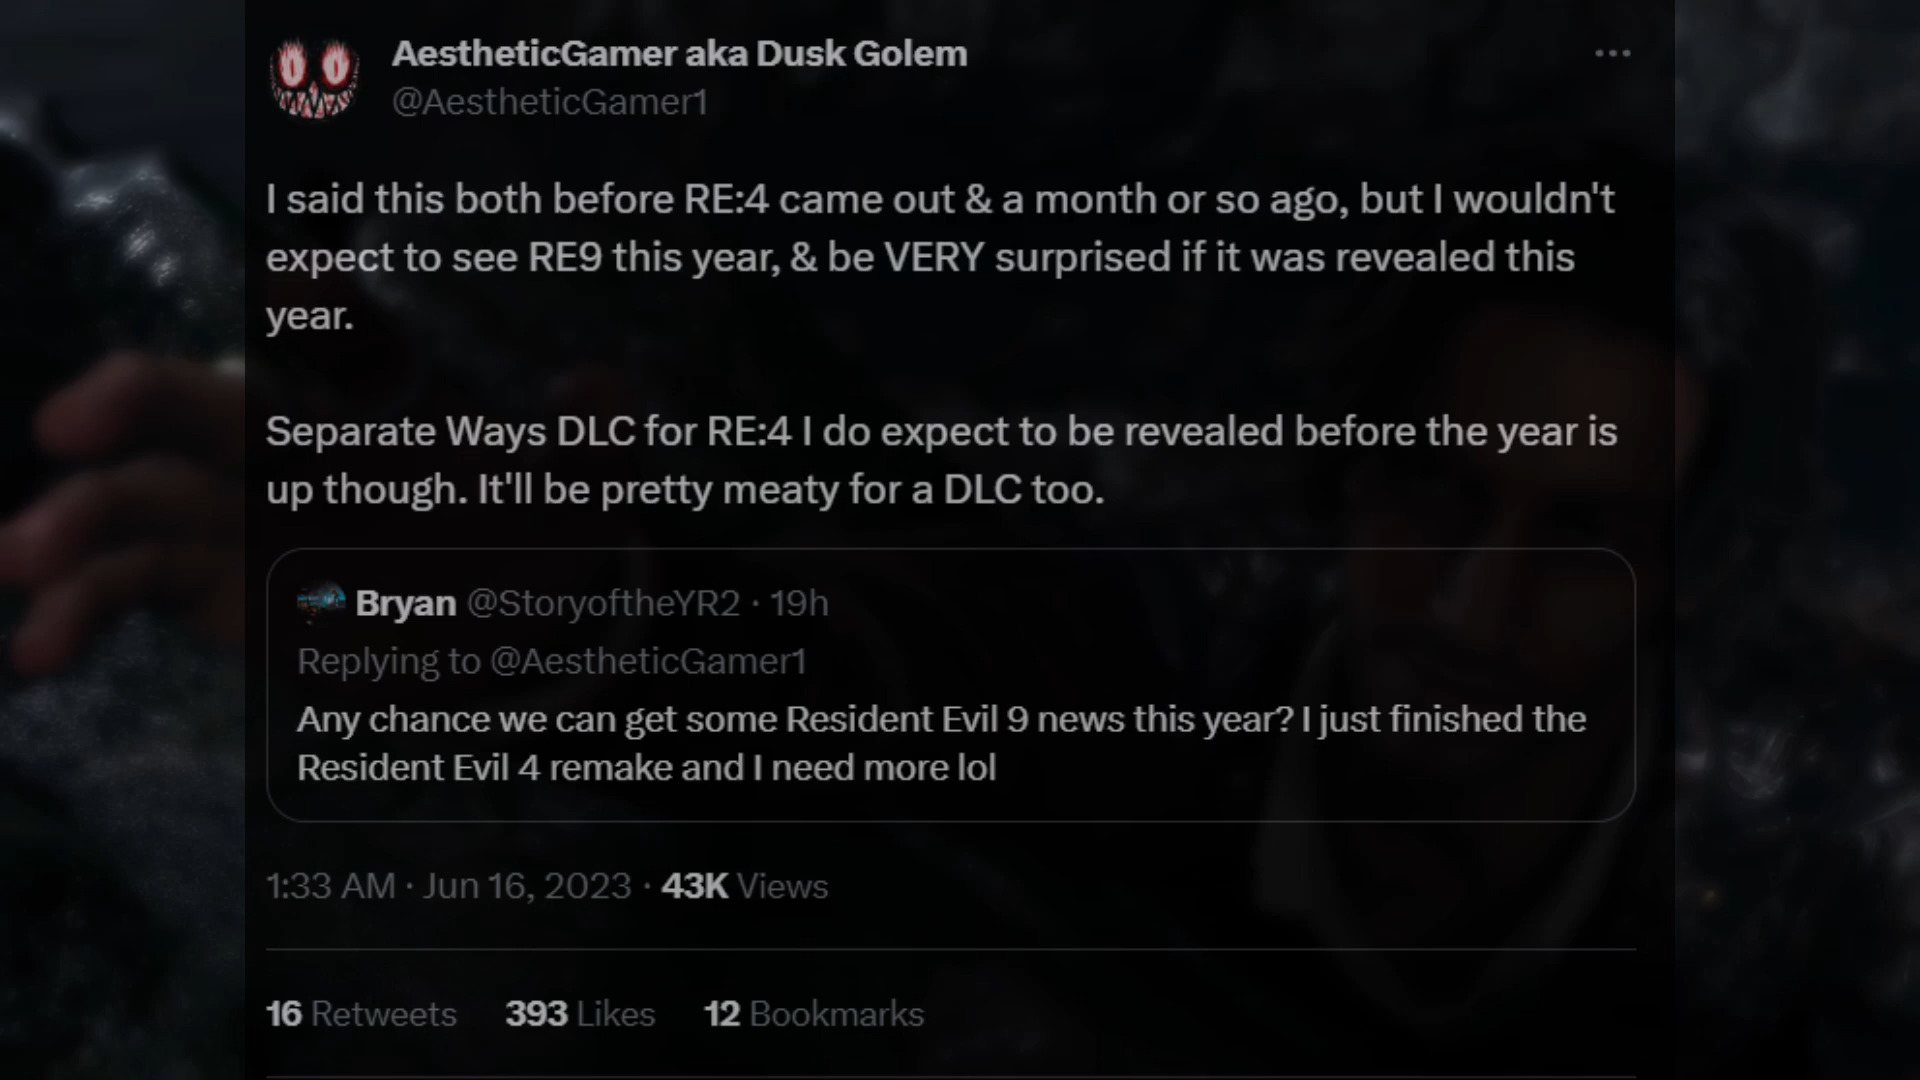 AestheticGamer aka Dusk Golem
@AestheticGamer1
I said this both before RE:4 came out & a month or so ago, but I wouldn't
expect to see RE9 this year, & be VERY surprised if it was revealed this
year.
Separate Ways DLC for RE:4 I do expect to be revealed before the year is
up though. It'll be pretty meaty for a DLC too.
Bryan @StoryoftheYR2 · 19h
Replying to @AestheticGamer1
Any chance we can get some Resident Evil 9 news this year? I just finished the
Resident Evil 4 remake and I need more lol
1:33 AM · Jun 16, 2023 · 43K Views
16 Retweets 393 Likes 12 Bookmarks